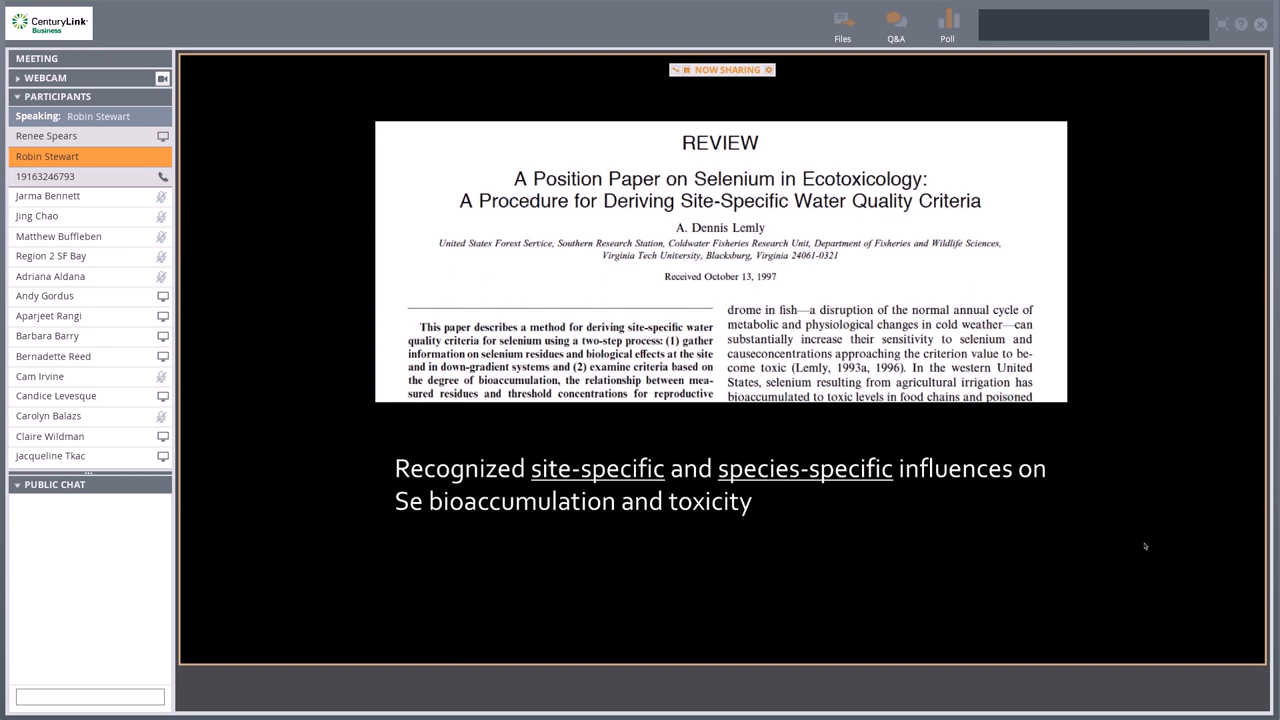 CenturyLink®
Business
Files
Q&A
Poll
?
MEETING
WEBCAM
PARTICIPANTS
Speaking: Robin Stewart
Renee Spears
Robin Stewart
19163246793
Jarma Bennett
Jing Chao
Matthew Buffleben
Region 2 SF Bay
Adriana Aldana
Andy Gordus
Aparjeet Rangi
Barbara Barry
Bernadette Reed
Cam Irvine
Candice Levesque
Carolyn Balazs
Claire Wildman
Jacqueline Tkac
PUBLIC CHAT
NOW SHARING
REVIEW
A Position Paper on Selenium in Ecotoxicology:
A Procedure for Deriving Site-Specific Water Quality Criteria
A. Dennis Lemly
United States Forest Service, Southern Research Station, Coldwater Fisheries Research Unit, Department of Fisheries and Wildlife Sciences,
Virginia Tech University, Blacksburg, Virginia 24061-0321
Received October 13, 1997
This paper describes a method for deriving site-specific water
quality criteria for selenium using a two-step process: (1) gather
information on selenium residues and biological effects at the site
and in down-gradient systems and (2) examine criteria based on
the degree of bioaccumulation, the relationship between mea-
sured residues and threshold concentrations for reproductive
drome in fish—a disruption of the normal annual cycle of
metabolic and physiological changes in cold weather—can
substantially increase their sensitivity to selenium and
causeconcentrations approaching the criterion value to be-
come toxic (Lemly, 1993a, 1996). In the western United
States, selenium resulting from agricultural irrigation has
bioaccumulated to toxic levels in food chains and poisoned
Recognized site-specific and species-specific influences on
Se bioaccumulation and toxicity